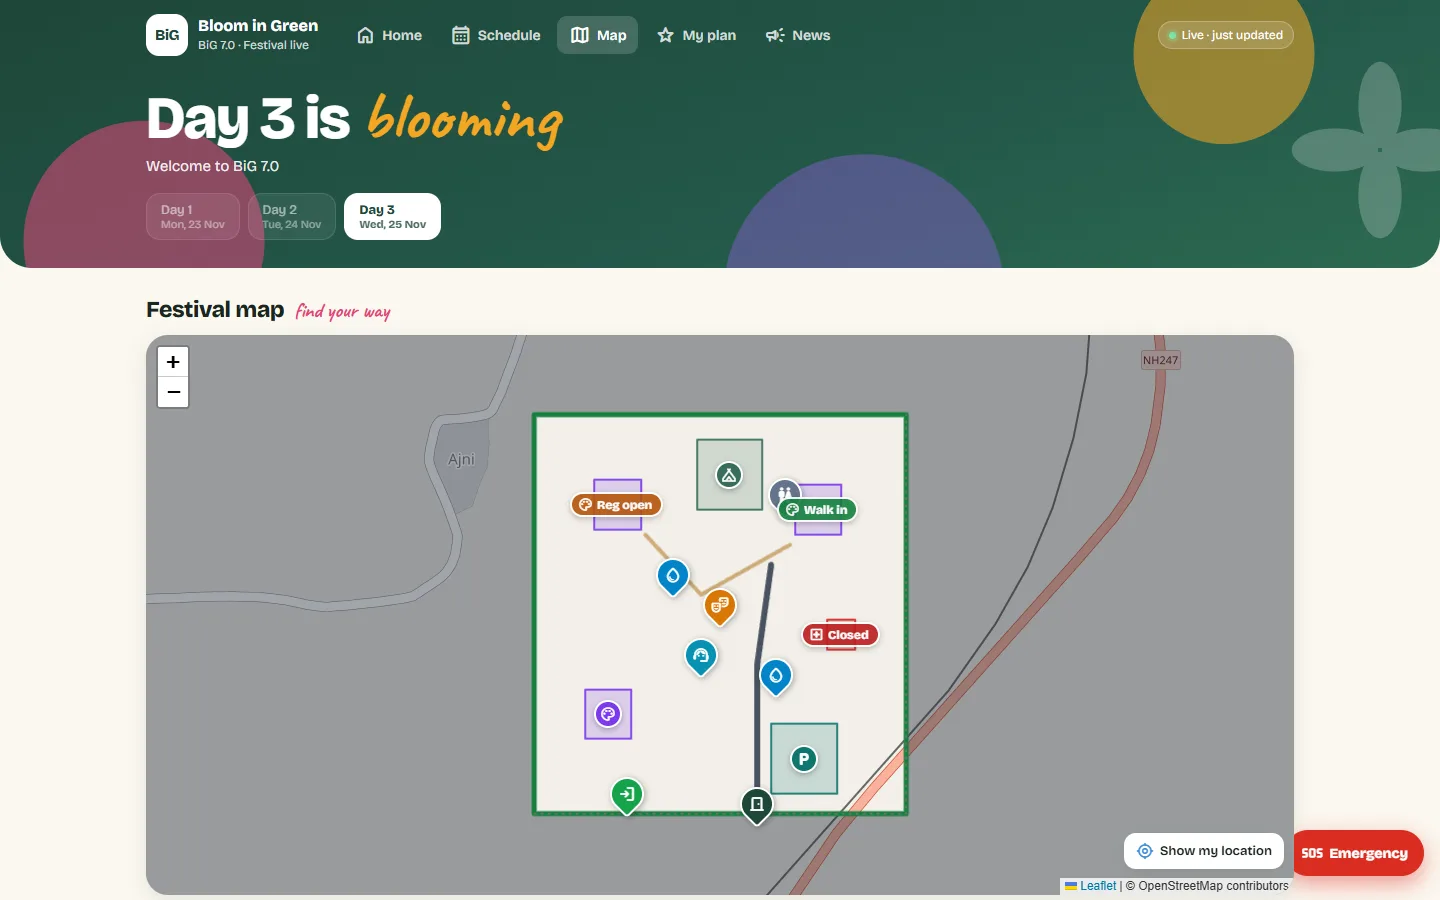 BiG
Bloom in Green
BiG 7.0 · Festival live
Home
Schedule
Map
My plan
News
Live · just updated
Day 3 is blooming
Welcome to BiG 7.0
Day 1
Mon, 23 Nov
Day 2
Tue, 24 Nov
Day 3
Wed, 25 Nov
Festival map find your way
+
−
NH247
Ajni
Reg open
Walk in
Closed
P
Show my location
SOS Emergency
Leaflet | © OpenStreetMap contributors